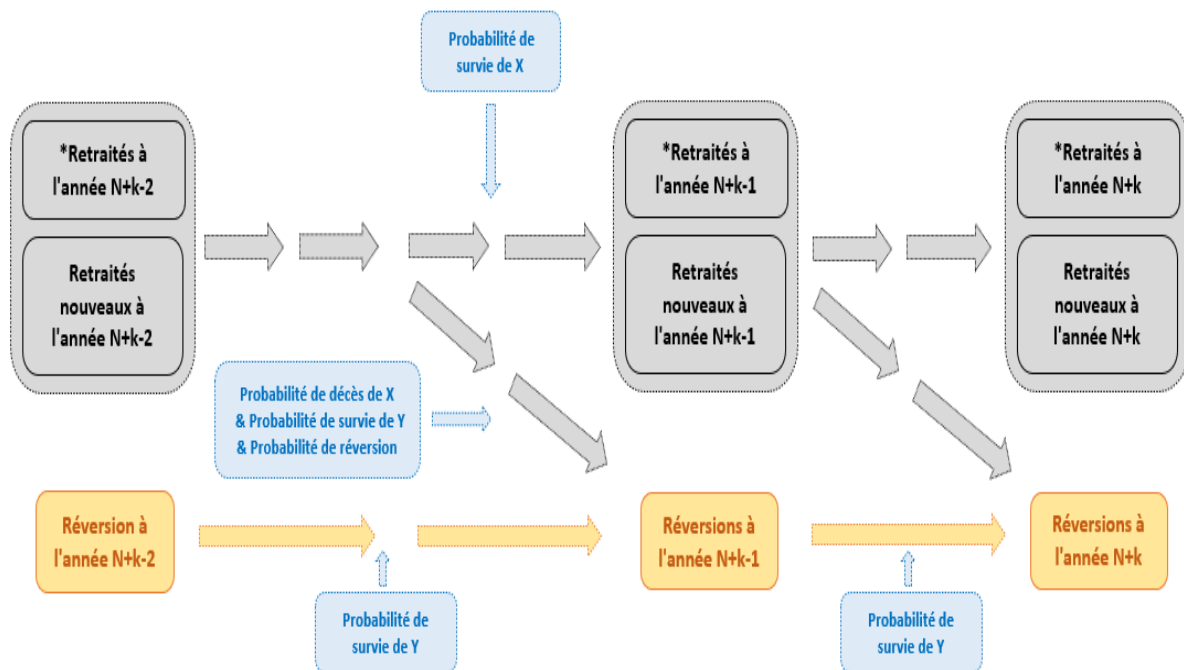 Probabilité de
survie de X
*Retraités à
l'année N+k-2
Retraités
nouveaux à
l'année N+k-2
*Retraités à
l'année N+k-1
Retraités
nouveaux à
l'année N+k-1
*Retraités à
l'année N+k
Retraités
nouveaux à
l'année N+k
Probabilité de décès de X
& Probabilité de survie de Y
& Probabilité de réversion
Réversion à
l'année N+k-2
Réversions à
l'année N+k-1
Réversions à
l'année N+k
Probabilité de
survie de Y
Probabilité de
survie de Y